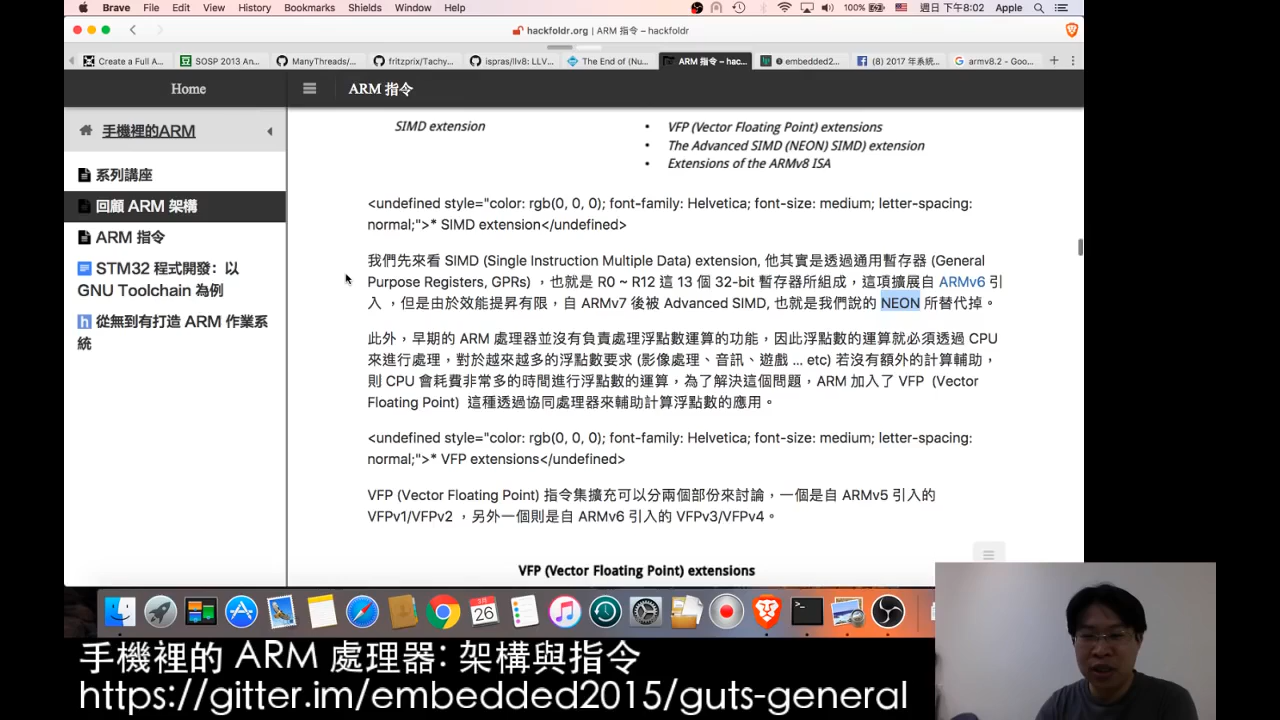 Brave File Edit View History Bookmarks Shields Window Help 100% 週日 下午8:02 Apple
hackfoldr.org | ARM 指令 – hackfoldr
Create a Full A... SOSP 2013 An... ManyThreads/... fritzprix/Tachy... ispras/llv8: LLV... The End of (Nu... ARM 指令 – hac... embedded2... (8) 2017 年系統... armv8.2 - Goo...
Home ARM 指令
手機裡的ARM
系列講座
回顧 ARM 架構
ARM 指令
STM32 程式開發：以
GNU Toolchain 為例
從無到有打造 ARM 作業系
統
SIMD extension
• VFP (Vector Floating Point) extensions
• The Advanced SIMD (NEON) SIMD) extension
• Extensions of the ARMv8 ISA
<undefined style="color: rgb(0, 0, 0); font-family: Helvetica; font-size: medium; letter-spacing:
normal;">* SIMD extension</undefined>
我們先來看 SIMD (Single Instruction Multiple Data) extension, 他其實是透過通用暫存器 (General
Purpose Registers, GPRs) ，也就是 R0 ~ R12 這 13 個 32-bit 暫存器所組成，這項擴展自 ARMv6 引
入 ，但是由於效能提昇有限，自 ARMv7 後被 Advanced SIMD, 也就是我們說的 NEON 所替代掉。
此外，早期的 ARM 處理器並沒有負責處理浮點數運算的功能，因此浮點數的運算就必須透過 CPU
來進行處理，對於越來越多的浮點數要求 (影像處理、音訊、遊戲 ... etc) 若沒有額外的計算輔助，
則 CPU 會耗費非常多的時間進行浮點數的運算，為了解決這個問題，ARM 加入了 VFP (Vector
Floating Point) 這種透過協同處理器來輔助計算浮點數的應用。
<undefined style="color: rgb(0, 0, 0); font-family: Helvetica; font-size: medium; letter-spacing:
normal;">* VFP extensions</undefined>
VFP (Vector Floating Point) 指令集擴充可以分兩個部份來討論，一個是自 ARMv5 引入的
VFPv1/VFPv2 ，另外一個則是自 ARMv6 引入的 VFPv3/VFPv4。
VFP (Vector Floating Point) extensions
手機裡的 ARM 處理器: 架構與指令
https://gitter.im/embedded2015/guts-general